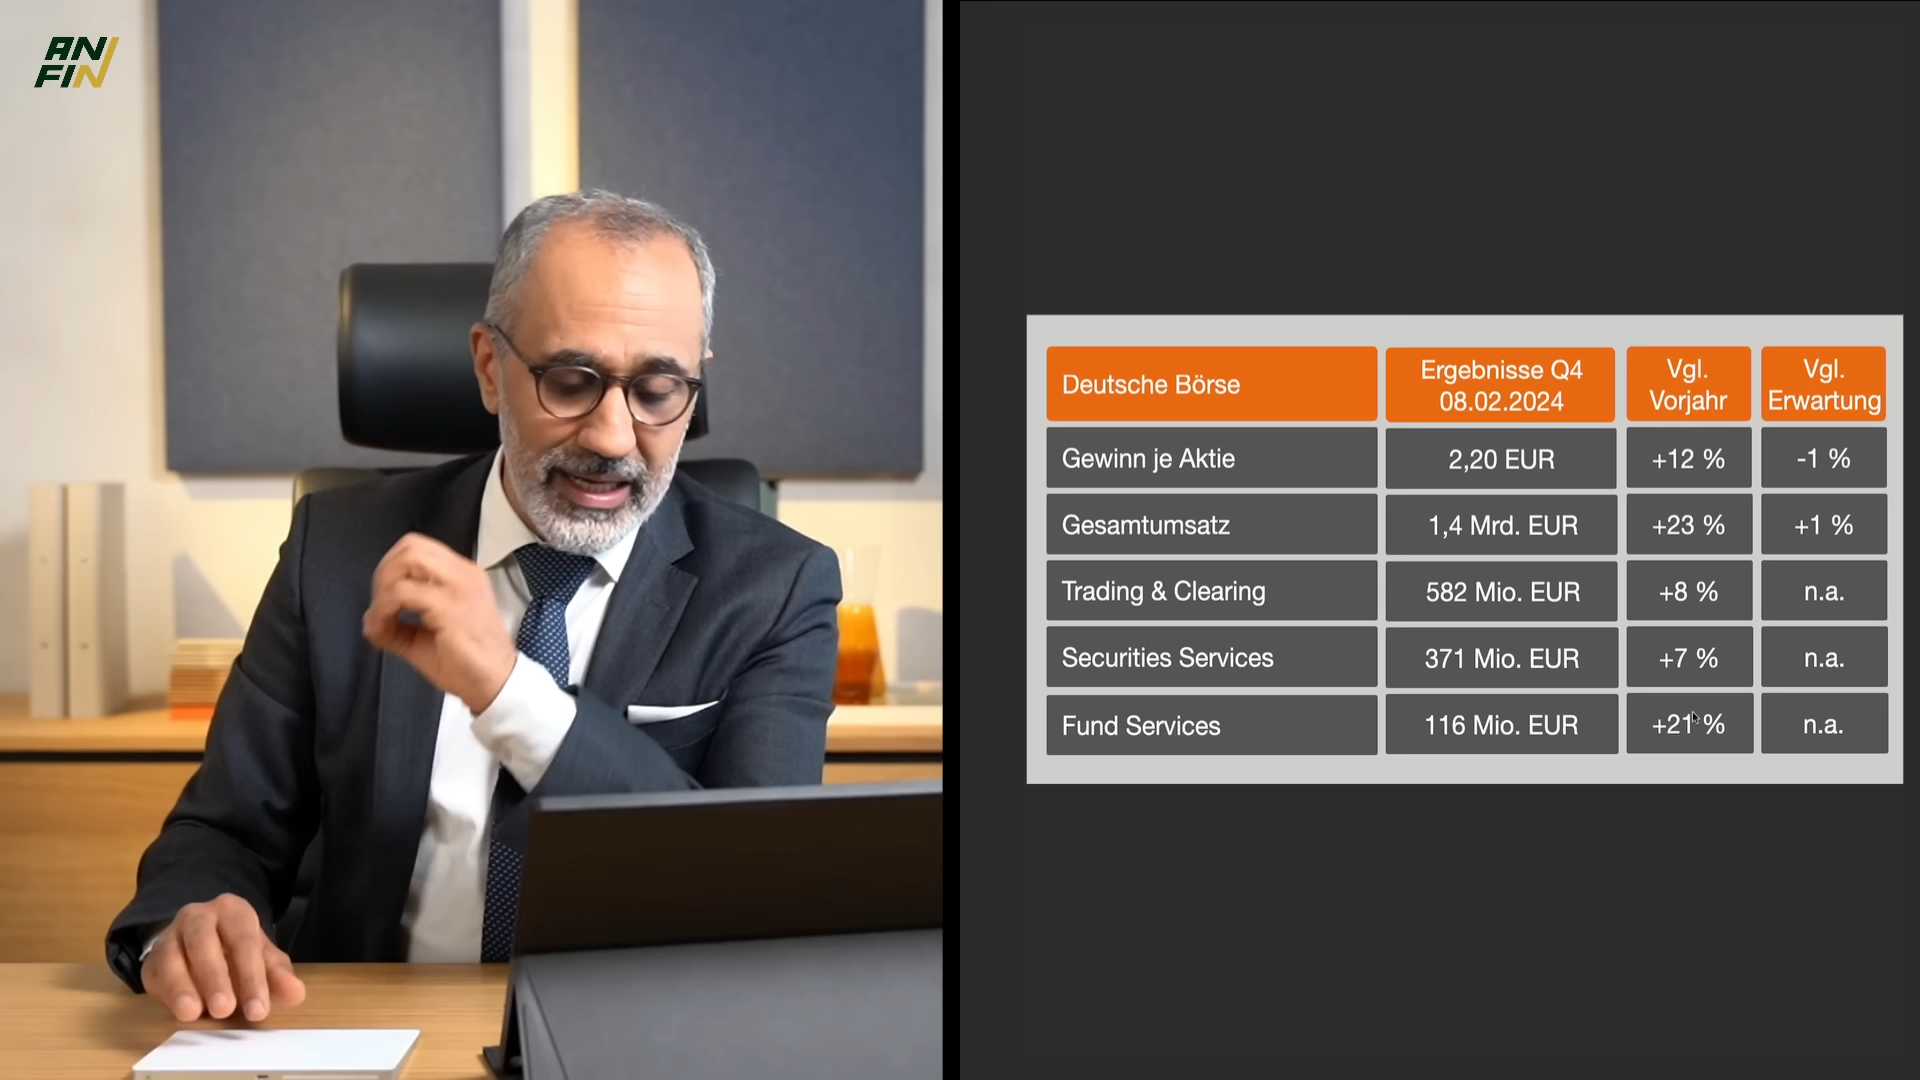 AN
FIN
Deutsche Börse
Ergebnisse Q4
08.02.2024
Vgl.
Vorjahr
Vgl.
Erwartung
Gewinn je Aktie 2,20 EUR +12 % -1 %
Gesamtumsatz 1,4 Mrd. EUR +23 % +1 %
Trading & Clearing 582 Mio. EUR +8 % n.a.
Securities Services 371 Mio. EUR +7 % n.a.
Fund Services 116 Mio. EUR +21 % n.a.